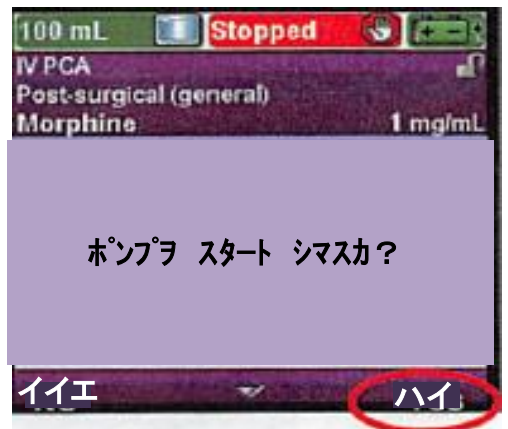 100 mL Stopped
IV PCA
Post-surgical (general)
Morphine 1 mg/mL
ﾎﾟﾝﾌﾟｦ スタート シマスカ？
イイエ ハイ